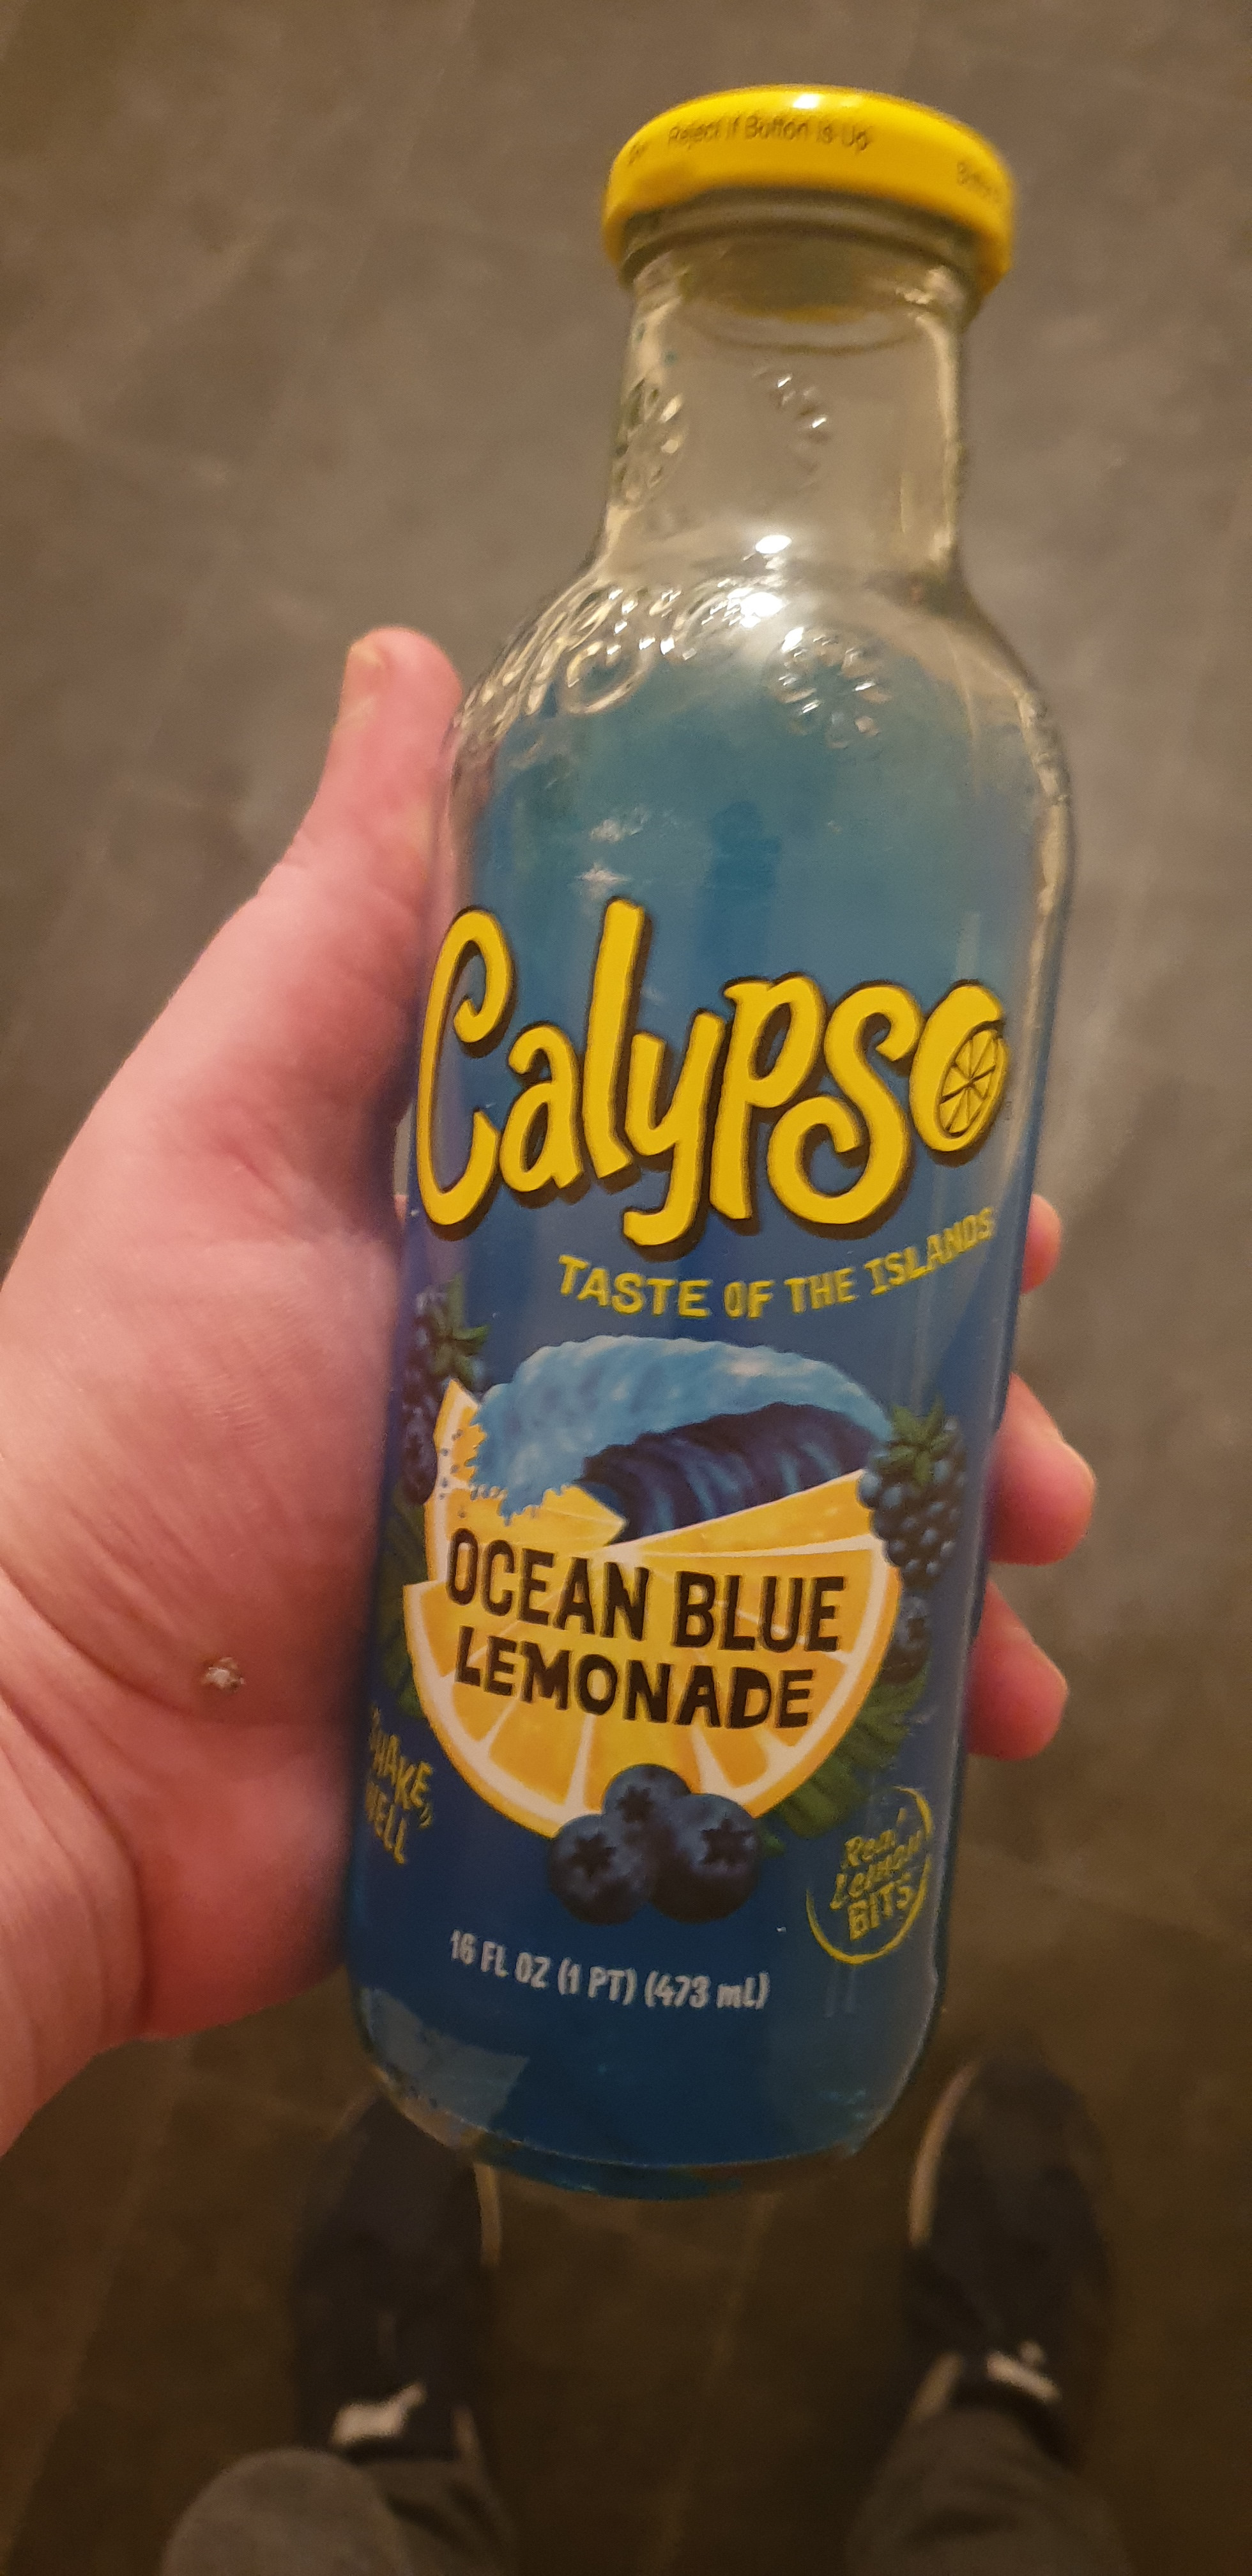 Reject if Button is Up
Calypso
TASTE OF THE ISLANDS
OCEAN BLUE
LEMONADE
SHAKE
WELL
Real
Lemon
BITS
16 FL OZ (1 PT) (473 mL)